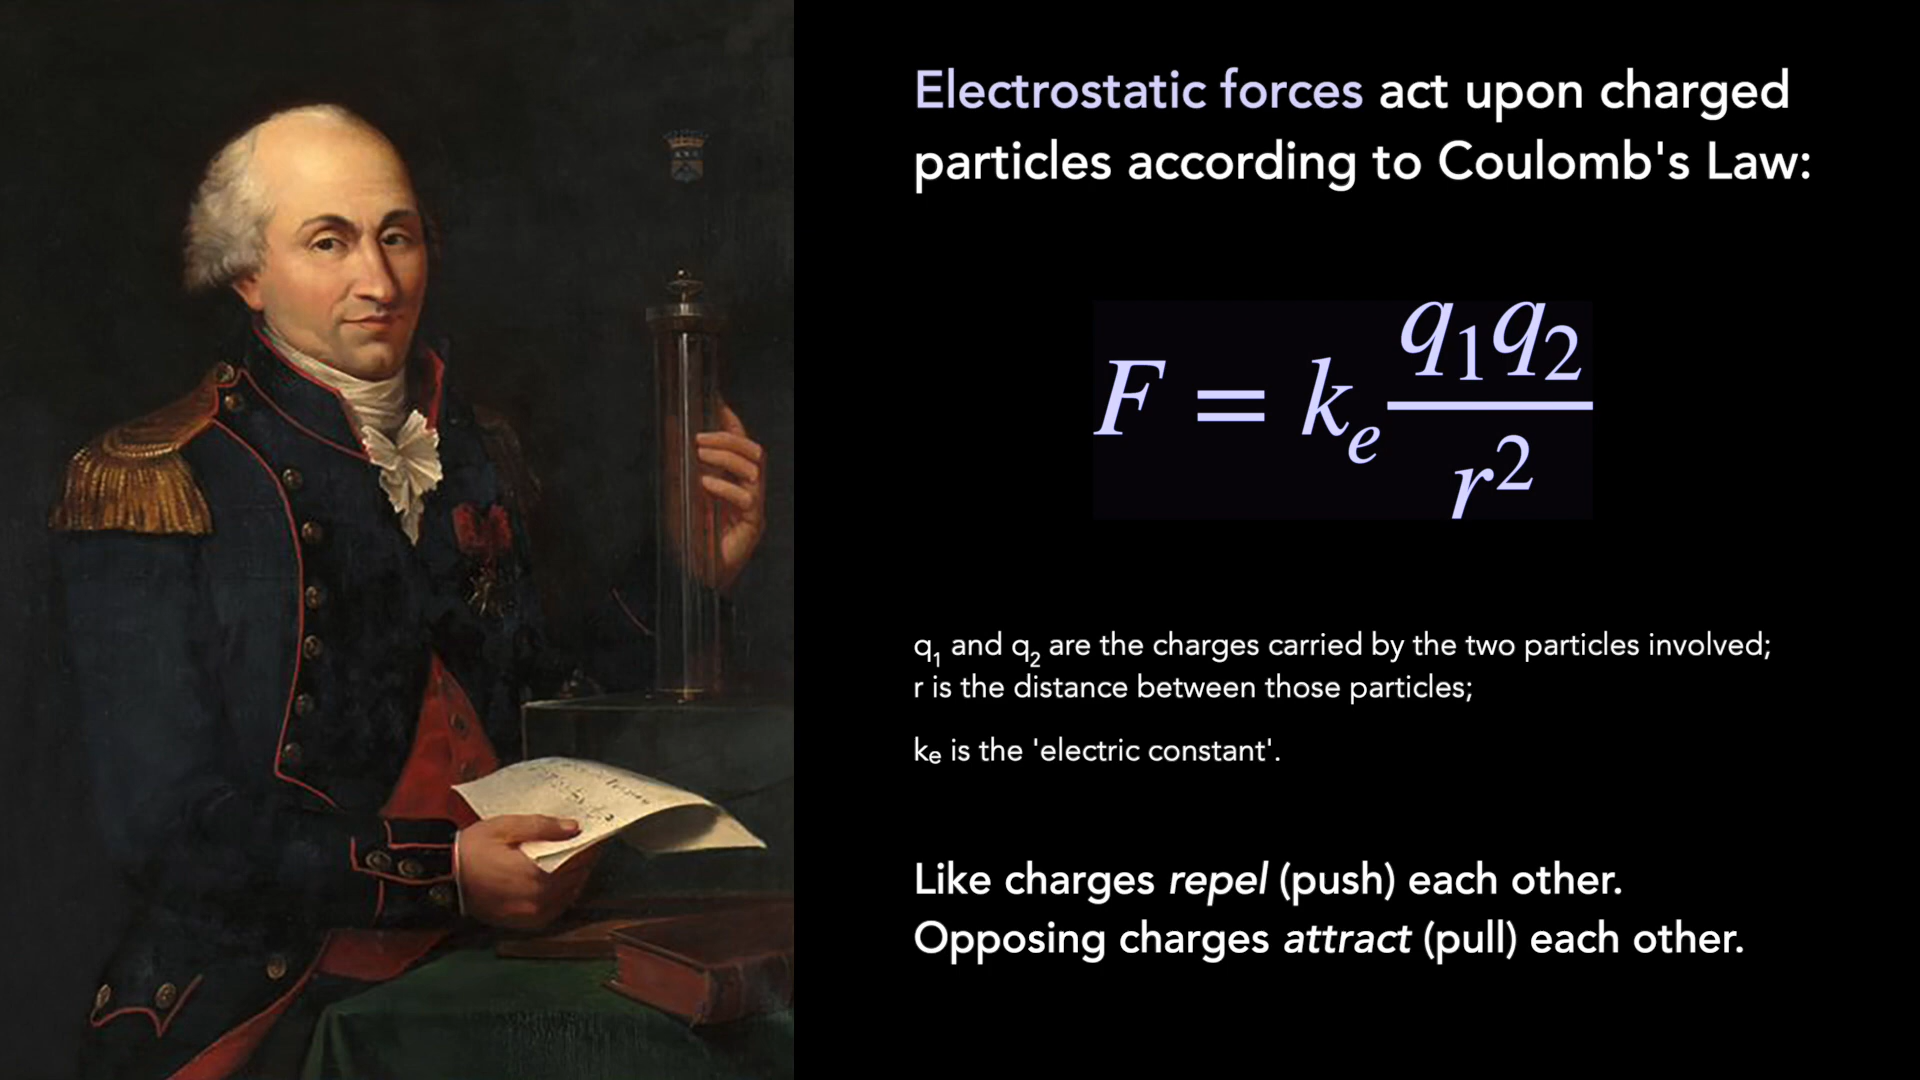 Electrostatic forces act upon charged
particles according to Coulomb's Law:
F = kₑ q₁q₂ / r²
q₁ and q₂ are the charges carried by the two particles involved;
r is the distance between those particles;
kₑ is the 'electric constant'.
Like charges repel (push) each other.
Opposing charges attract (pull) each other.